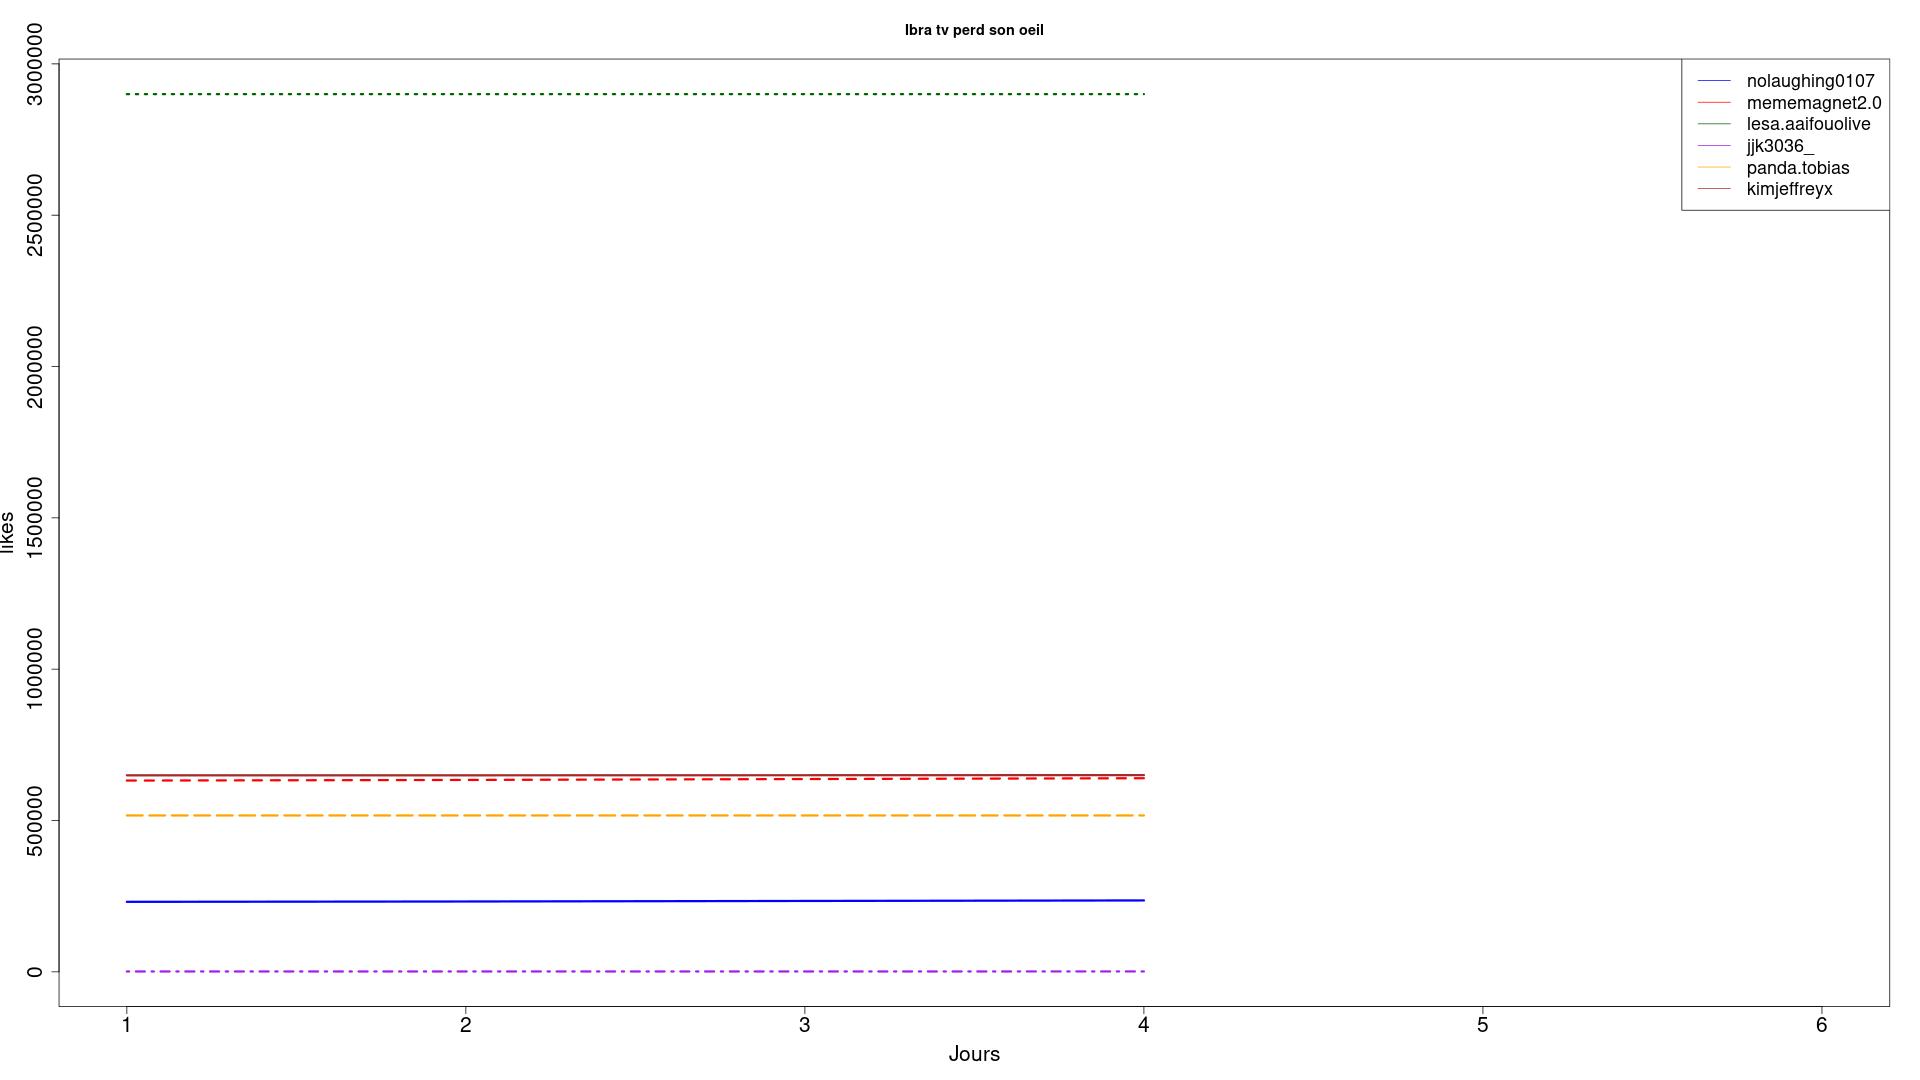 Ibra tv perd son oeil
nolaughing0107
mememagnet2.0
lesa.aaifouolive
jjk3036_
panda.tobias
kimjeffreyx
likes
3000000
2500000
2000000
1500000
1000000
500000
0
1 2 3 4 5 6
Jours